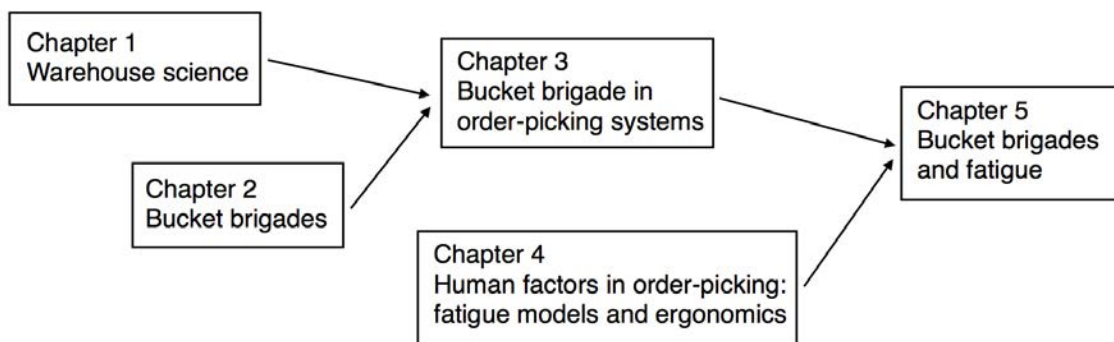 Chapter 1
Warehouse science
Chapter 2
Bucket brigades
Chapter 3
Bucket brigade in
order-picking systems
Chapter 4
Human factors in order-picking:
fatigue models and ergonomics
Chapter 5
Bucket brigades
and fatigue